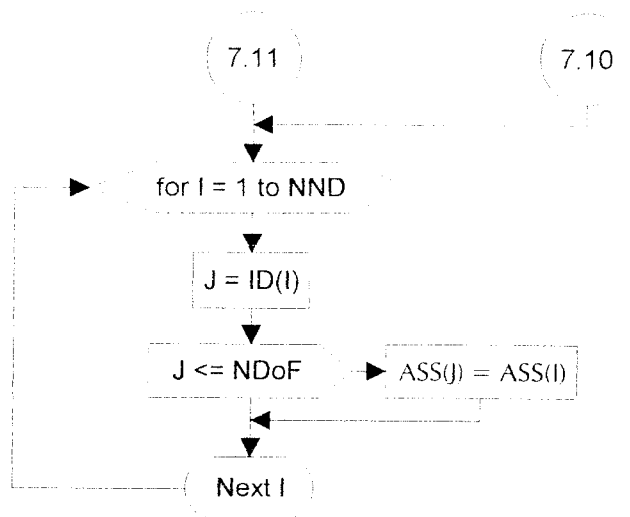 7.11
7.10
for I = 1 to NND
J = ID(I)
J <= NDoF
ASS(J) = ASS(I)
Next I